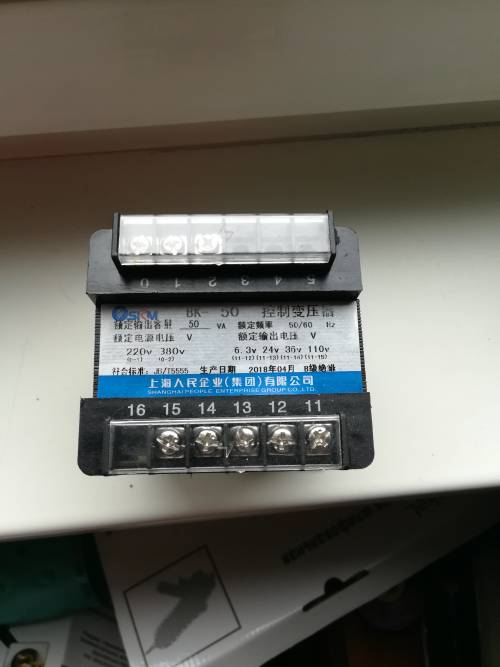 5 4 3 2 1 0
SRM BK- 50 控制变压器
额定输出容量 50 VA 额定频率 50/60 Hz
额定电源电压 V 额定输出电压 V
220v 380v 6.3v 24v 36v 110v
(0-1) (0-2) (11-12) (11-13) (11-14) (11-15)
符合标准: JB/T5555 生产日期 2018年04月 B级绝缘
上海人民企业(集团)有限公司
SHANGHAI PEOPLE ENTERPRISE GROUP CO.,LTD.
16 15 14 13 12 11